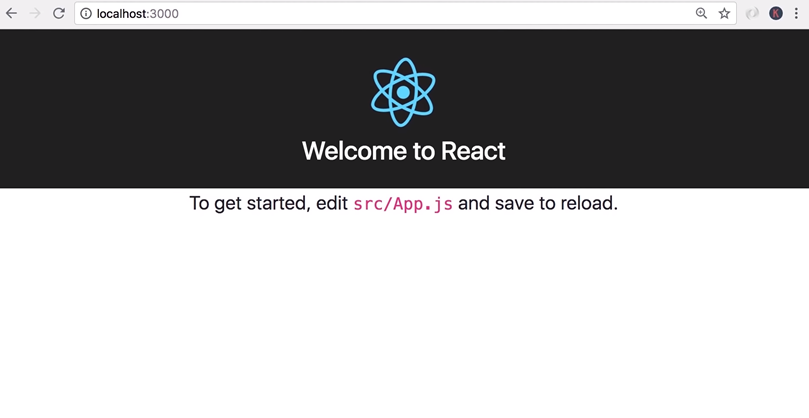 localhost:3000
K
Welcome to React
To get started, edit src/App.js and save to reload.